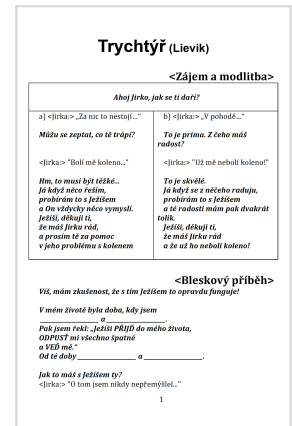 Trychtýř (Lievik)
<Zájem a modlitba>
Ahoj Jirko, jak se ti daří?
a) <Jirka:> „Za nic to nestojí…“
Můžu se zeptat, co tě trápí?
<Jirka:> "Bolí mě koleno…"
Hm, to musí být těžké…
Já když něco řeším,
probírám to s Ježíšem
a On vždycky něco vymyslí.
Ježíši, děkuji ti,
že máš Jirku rád,
a prosím tě za pomoc
v jeho problému s kolenem
b) <Jirka:> „V pohodě…“
To je prima. Z čeho máš
radost?
<Jirka:> "Už mě nebolí koleno!"
To je skvělé.
Já když se z něčeho raduju,
probírám to s Ježíšem
a tě radosti mám pak dvakrát
tolik.
Ježíši, děkuji ti,
že máš Jirku rád
a že už ho nebolí koleno!
<Bleskový příběh>
Víš, mám zkušenost, že s tím Ježíšem to opravdu funguje!
V mém životě byla doba, kdy jsem
__________________ a __________________.
Pak jsem řekl: „Ježíši PŘIJĎ do mého života,
ODPUSŤ mi všechno špatné
a VEĎ mě.“
Od té doby __________________ a __________________.
Jak to máš s Ježíšem ty?
<Jirka:> "O tom jsem nikdy nepřemýšlel…"
1